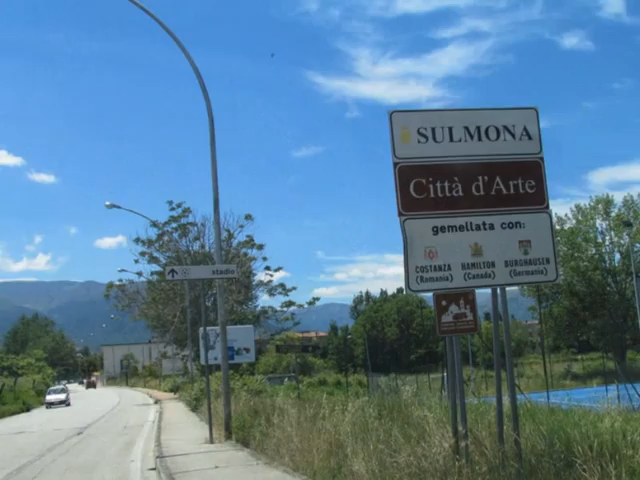 SULMONA
Città d'Arte
gemellata con:
COSTANZA HAMILTON BURGHAUSEN
(Romania) (Canada) (Germania)
stadio